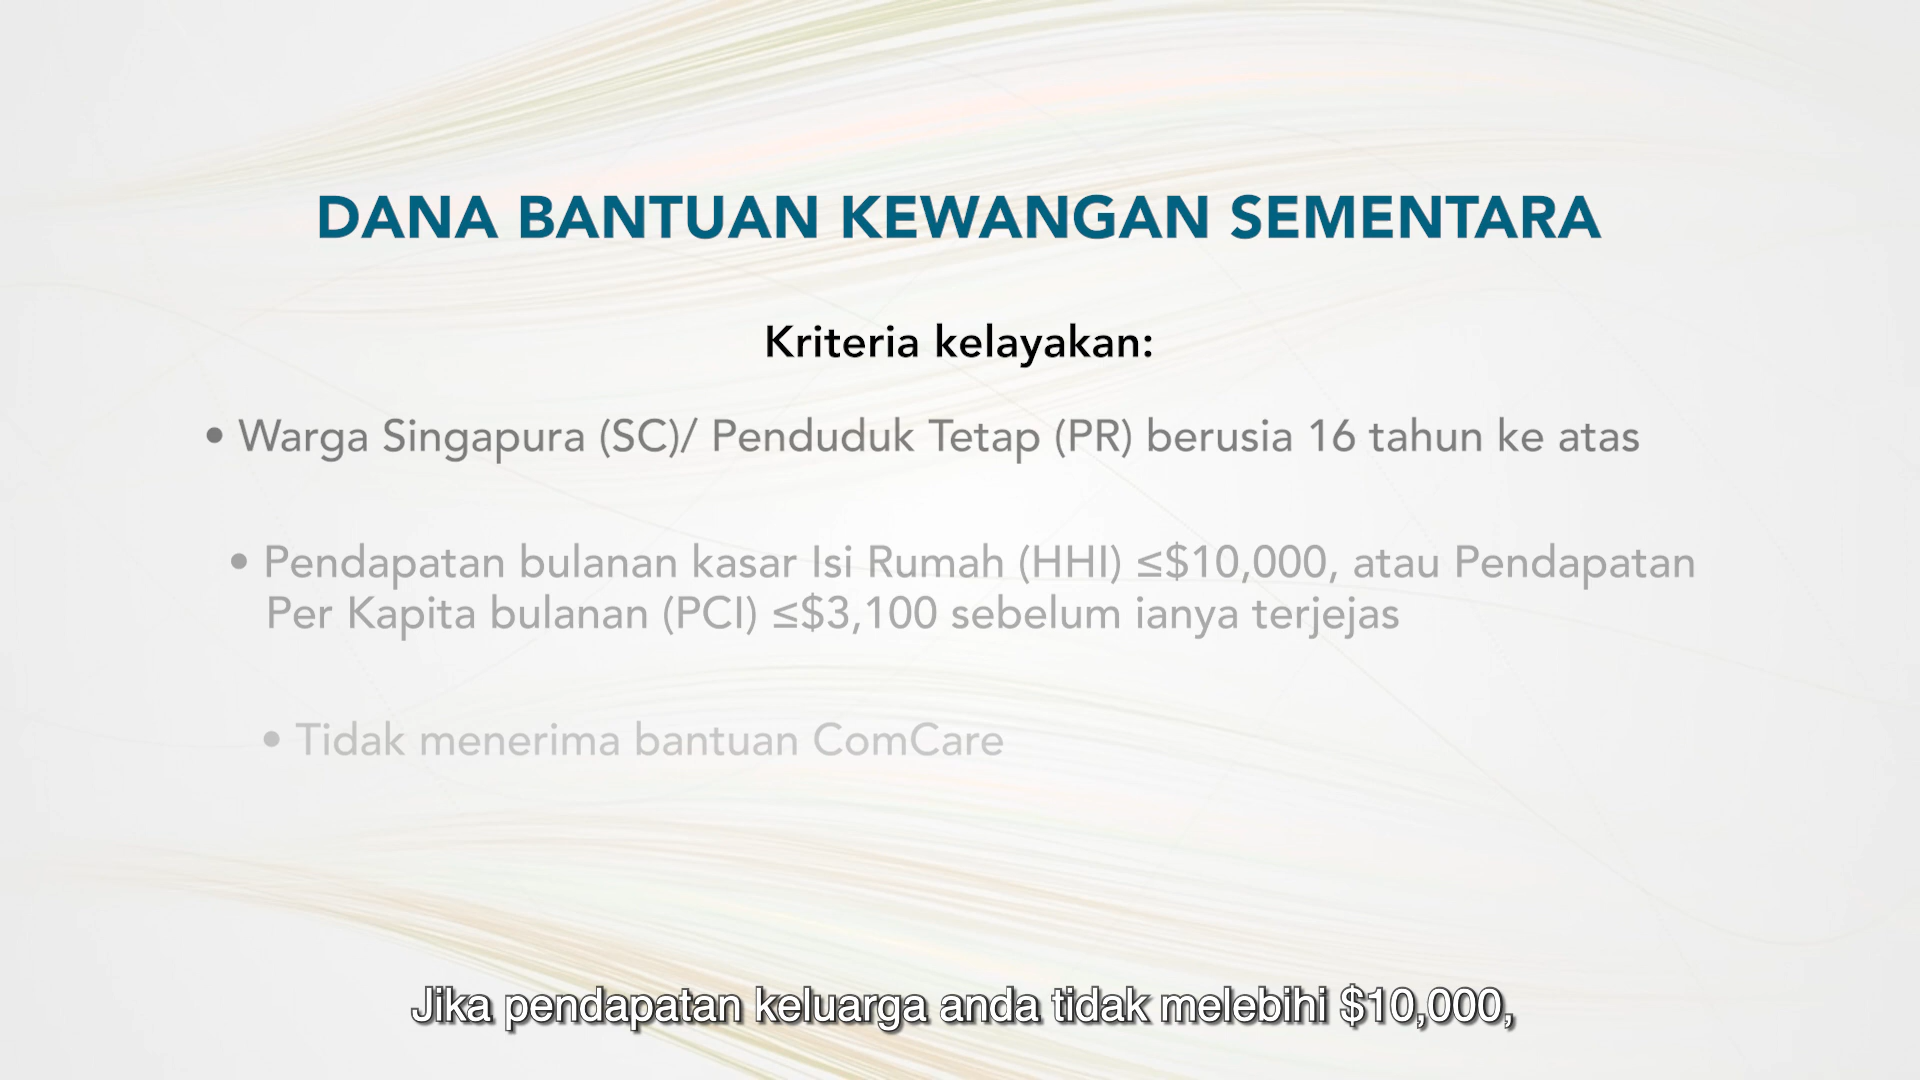 DANA BANTUAN KEWANGAN SEMENTARA
Kriteria kelayakan:
• Warga Singapura (SC)/ Penduduk Tetap (PR) berusia 16 tahun ke atas
• Pendapatan bulanan kasar Isi Rumah (HHI) ≤$10,000, atau Pendapatan
Per Kapita bulanan (PCI) ≤$3,100 sebelum ianya terjejas
• Tidak menerima bantuan ComCare
Jika pendapatan keluarga anda tidak melebihi $10,000,